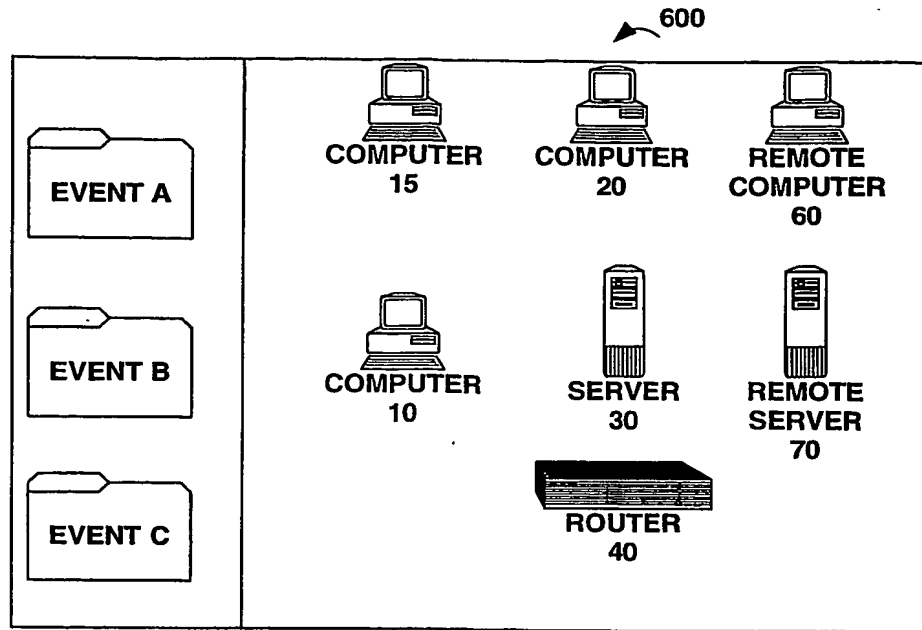 600
EVENT A
EVENT B
EVENT C
COMPUTER
15
COMPUTER
20
REMOTE
COMPUTER
60
COMPUTER
10
SERVER
30
REMOTE
SERVER
70
ROUTER
40